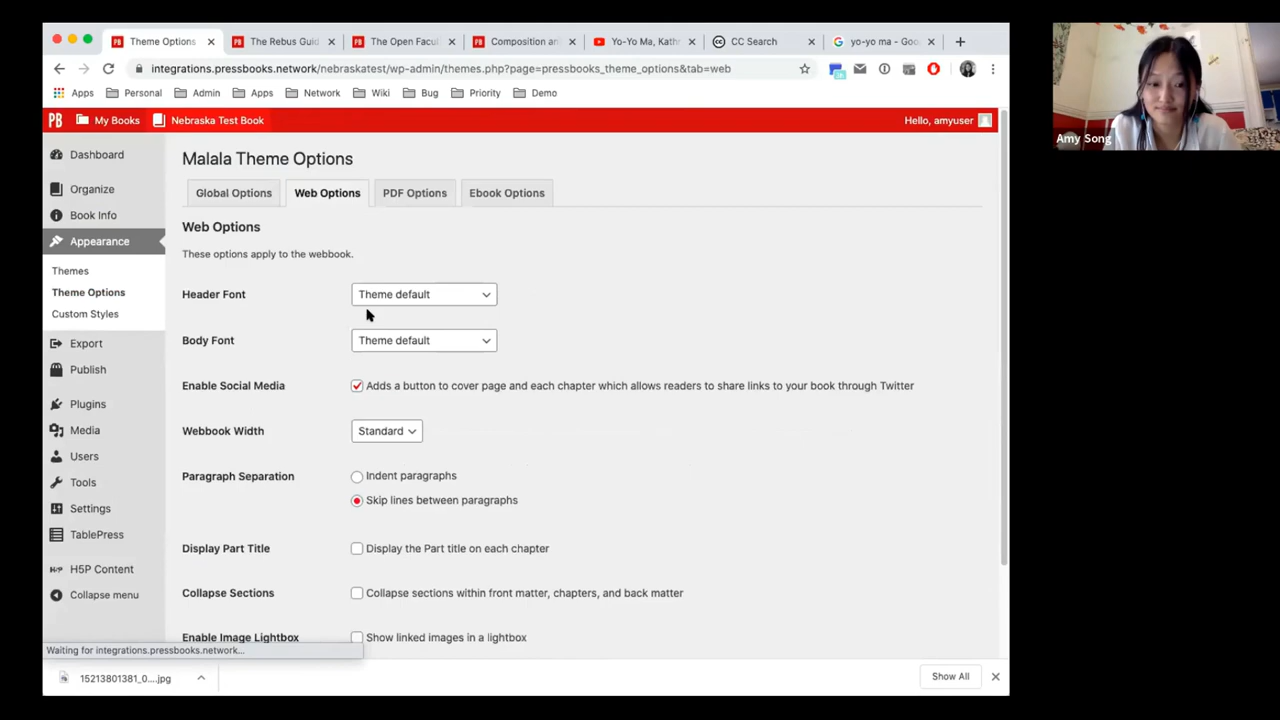 Theme Options
The Rebus Guid
The Open Facul
Composition an
Yo-Yo Ma, Kathr
CC Search
yo-yo ma - Goo
integrations.pressbooks.network/nebraskatest/wp-admin/themes.php?page=pressbooks_theme_options&tab=web
Apps Personal Admin Apps Network Wiki Bug Priority Demo
PB My Books Nebraska Test Book Hello, amyuser
Amy Song
Dashboard
Organize
Book Info
Appearance
Themes
Theme Options
Custom Styles
Export
Publish
Plugins
Media
Users
Tools
Settings
TablePress
H5P Content
Collapse menu
Malala Theme Options
Global Options Web Options PDF Options Ebook Options
Web Options
These options apply to the webbook.
Header Font Theme default
Body Font Theme default
Enable Social Media Adds a button to cover page and each chapter which allows readers to share links to your book through Twitter
Webbook Width Standard
Paragraph Separation Indent paragraphs
Skip lines between paragraphs
Display Part Title Display the Part title on each chapter
Collapse Sections Collapse sections within front matter, chapters, and back matter
Enable Image Lightbox Show linked images in a lightbox
Waiting for integrations.pressbooks.network...
15213801381_0....jpg
Show All